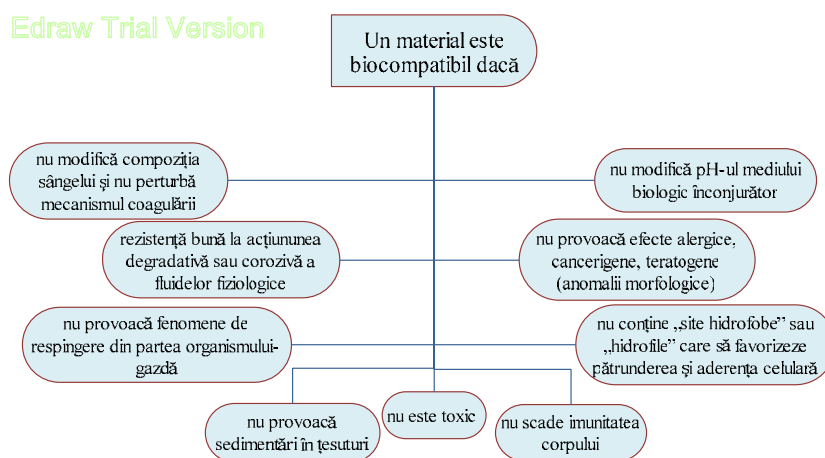 Edraw Trial Version
Un material este
biocompatibil dacă
nu modifică compoziția
sângelui și nu perturbă
mecanismul coagulării
nu modifică pH-ul mediului
biologic înconjurător
rezistență bună la acțiununea
degradativă sau corozivă a
fluidelor fiziologice
nu provoacă efecte alergice,
cancerigene, teratogene
(anomalii morfologice)
nu provoacă fenomene de
respingere din partea organismului-
gazdă
nu conține „site hidrofobe” sau
„hidrofile” care să favorizeze
pătrunderea și aderența celulară
nu provoacă
sedimentări în țesuturi
nu este toxic
nu scade imunitatea
corpului